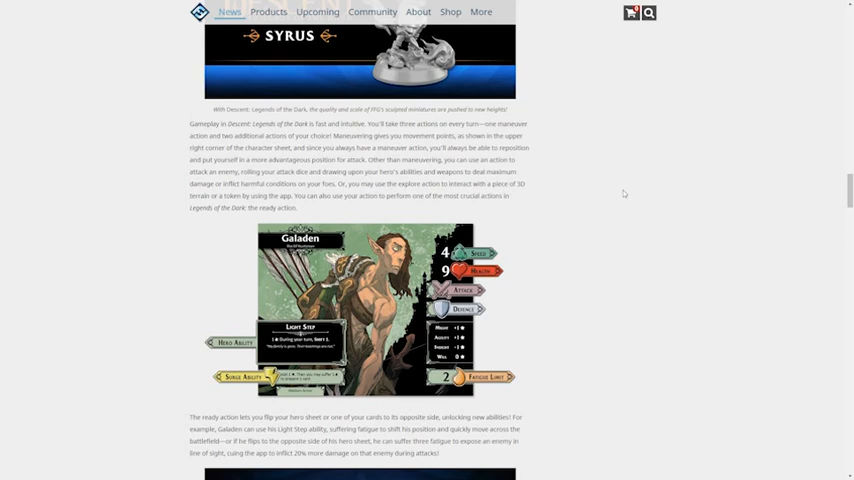 News Products Upcoming Community About Shop More
SYRUS
With Descent: Legends of the Dark, the quality and scale of FFG's sculpted miniatures are pushed to new heights!
Gameplay in Descent: Legends of the Dark is fast and intuitive. You'll take three actions on every turn—one maneuver
action and two additional actions of your choice! Maneuvering gives you movement points, as shown in the upper
right corner of the character sheet, and since you always have a maneuver action, you'll always be able to reposition
and put yourself in a more advantageous position for attack. Other than maneuvering, you can use an action to
attack an enemy, rolling your attack dice and drawing upon your hero's abilities and weapons to deal maximum
damage or inflict harmful conditions on your foes. Or, you may use the explore action to interact with a piece of 3D
terrain or a token by using the app. You can also use your action to perform one of the most crucial actions in
Legends of the Dark: the ready action.
Galaden
4 Speed
9 Health
Attack
Defense
Light Step
During your turn, Shift 1.
Hero Ability
Might +1
Agility +1
Insight +1
Will 0
Surge Ability
2 Fatigue Limit
The ready action lets you flip your hero sheet or one of your cards to its opposite side, unlocking new abilities! For
example, Galaden can use his Light Step ability, suffering fatigue to shift his position and quickly move across the
battlefield—or if he flips to the opposite side of his hero sheet, he can suffer three fatigue to expose an enemy in
line of sight, cuing the app to inflict 20% more damage on that enemy during attacks!